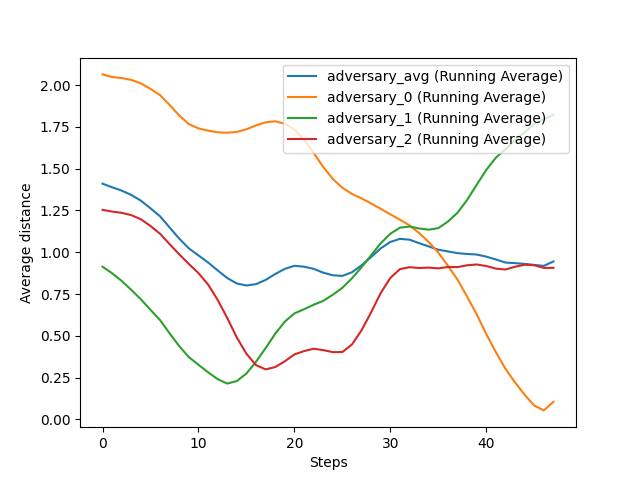 adversary_avg (Running Average)
adversary_0 (Running Average)
adversary_1 (Running Average)
adversary_2 (Running Average)
Average distance
2.00
1.75
1.50
1.25
1.00
0.75
0.50
0.25
0.00
0 10 20 30 40
Steps